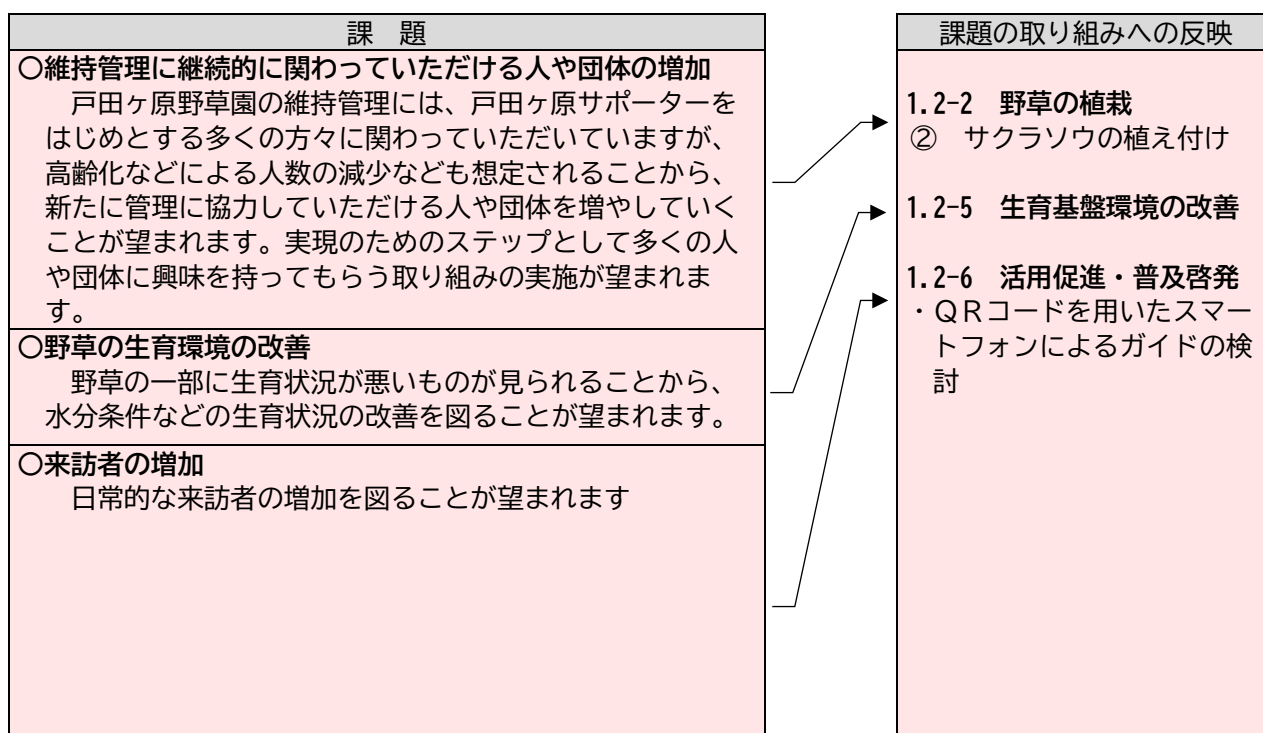 課 題
○維持管理に継続的に関わっていただける人や団体の増加
戸田ヶ原野草園の維持管理には、戸田ヶ原サポーターを
はじめとする多くの方々に関わっていただいていますが、
高齢化などによる人数の減少なども想定されることから、
新たに管理に協力していただける人や団体を増やしていく
ことが望まれます。実現のためのステップとして多くの人
や団体に興味を持ってもらう取り組みの実施が望まれま
す。
○野草の生育環境の改善
野草の一部に生育状況が悪いものが見られることから、
水分条件などの生育状況の改善を図ることが望まれます。
○来訪者の増加
日常的な来訪者の増加を図ることが望まれます
課題の取り組みへの反映
1.2-2 野草の植栽
② サクラソウの植え付け
1.2-5 生育基盤環境の改善
1.2-6 活用促進・普及啓発
・ＱＲコードを用いたスマー
トフォンによるガイドの検
討